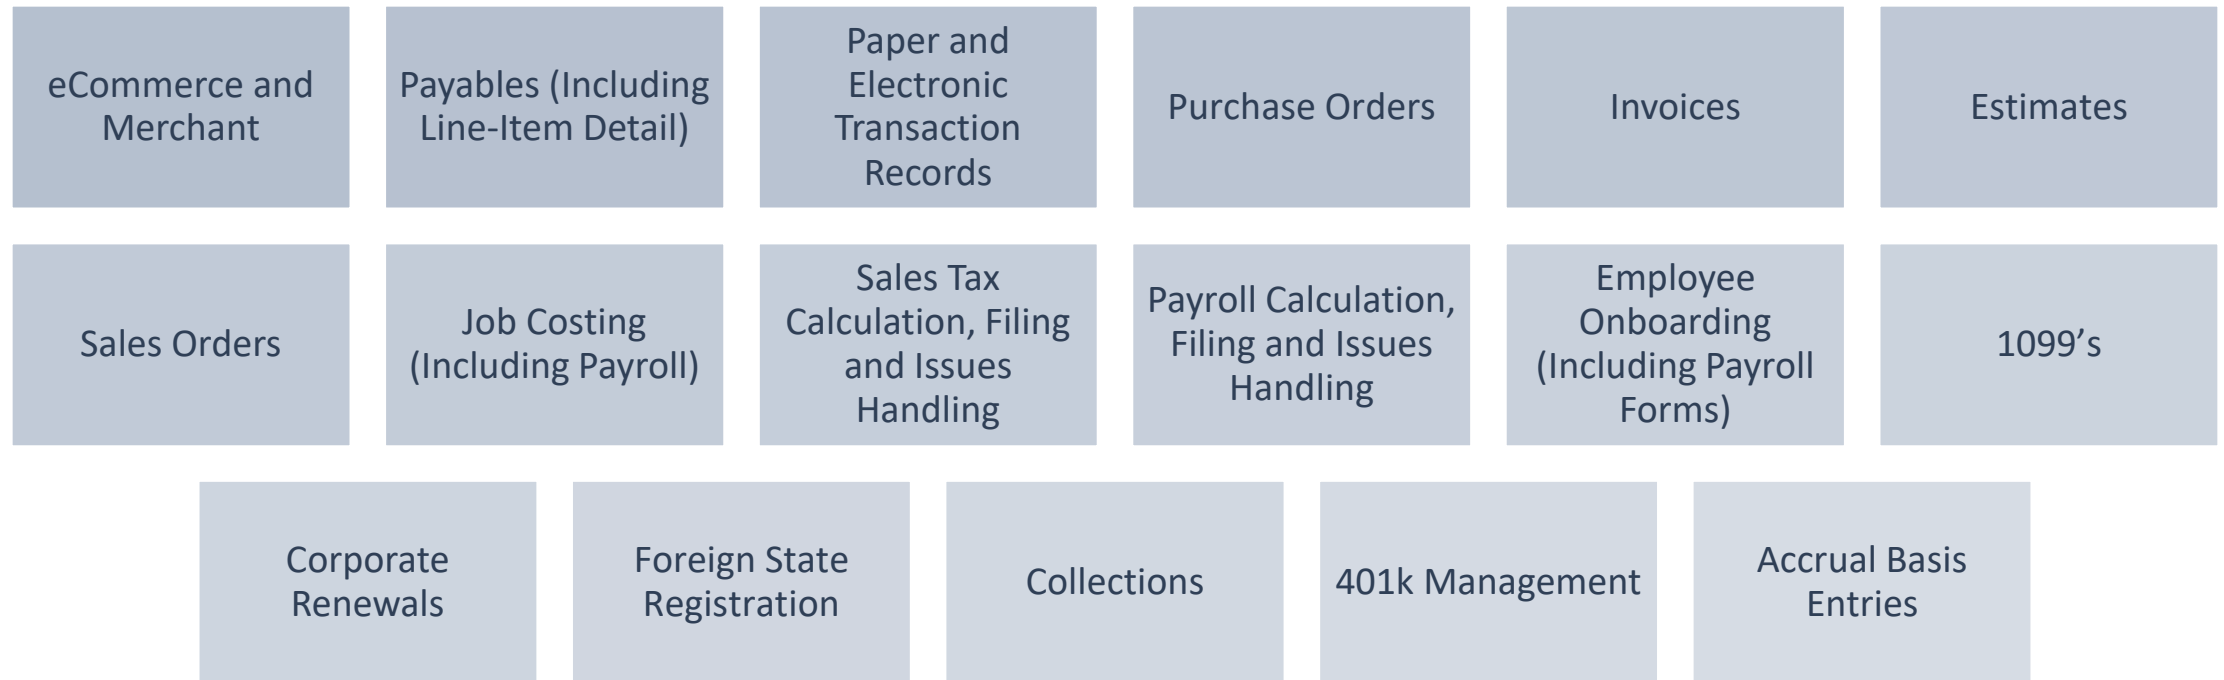 eCommerce and
Merchant
Payables (Including
Line-Item Detail)
Paper and
Electronic
Transaction
Records
Purchase Orders
Invoices
Estimates
Sales Orders
Job Costing
(Including Payroll)
Sales Tax
Calculation, Filing
and Issues
Handling
Payroll Calculation,
Filing and Issues
Handling
Employee
Onboarding
(Including Payroll
Forms)
1099’s
Corporate
Renewals
Foreign State
Registration
Collections
401k Management
Accrual Basis
Entries